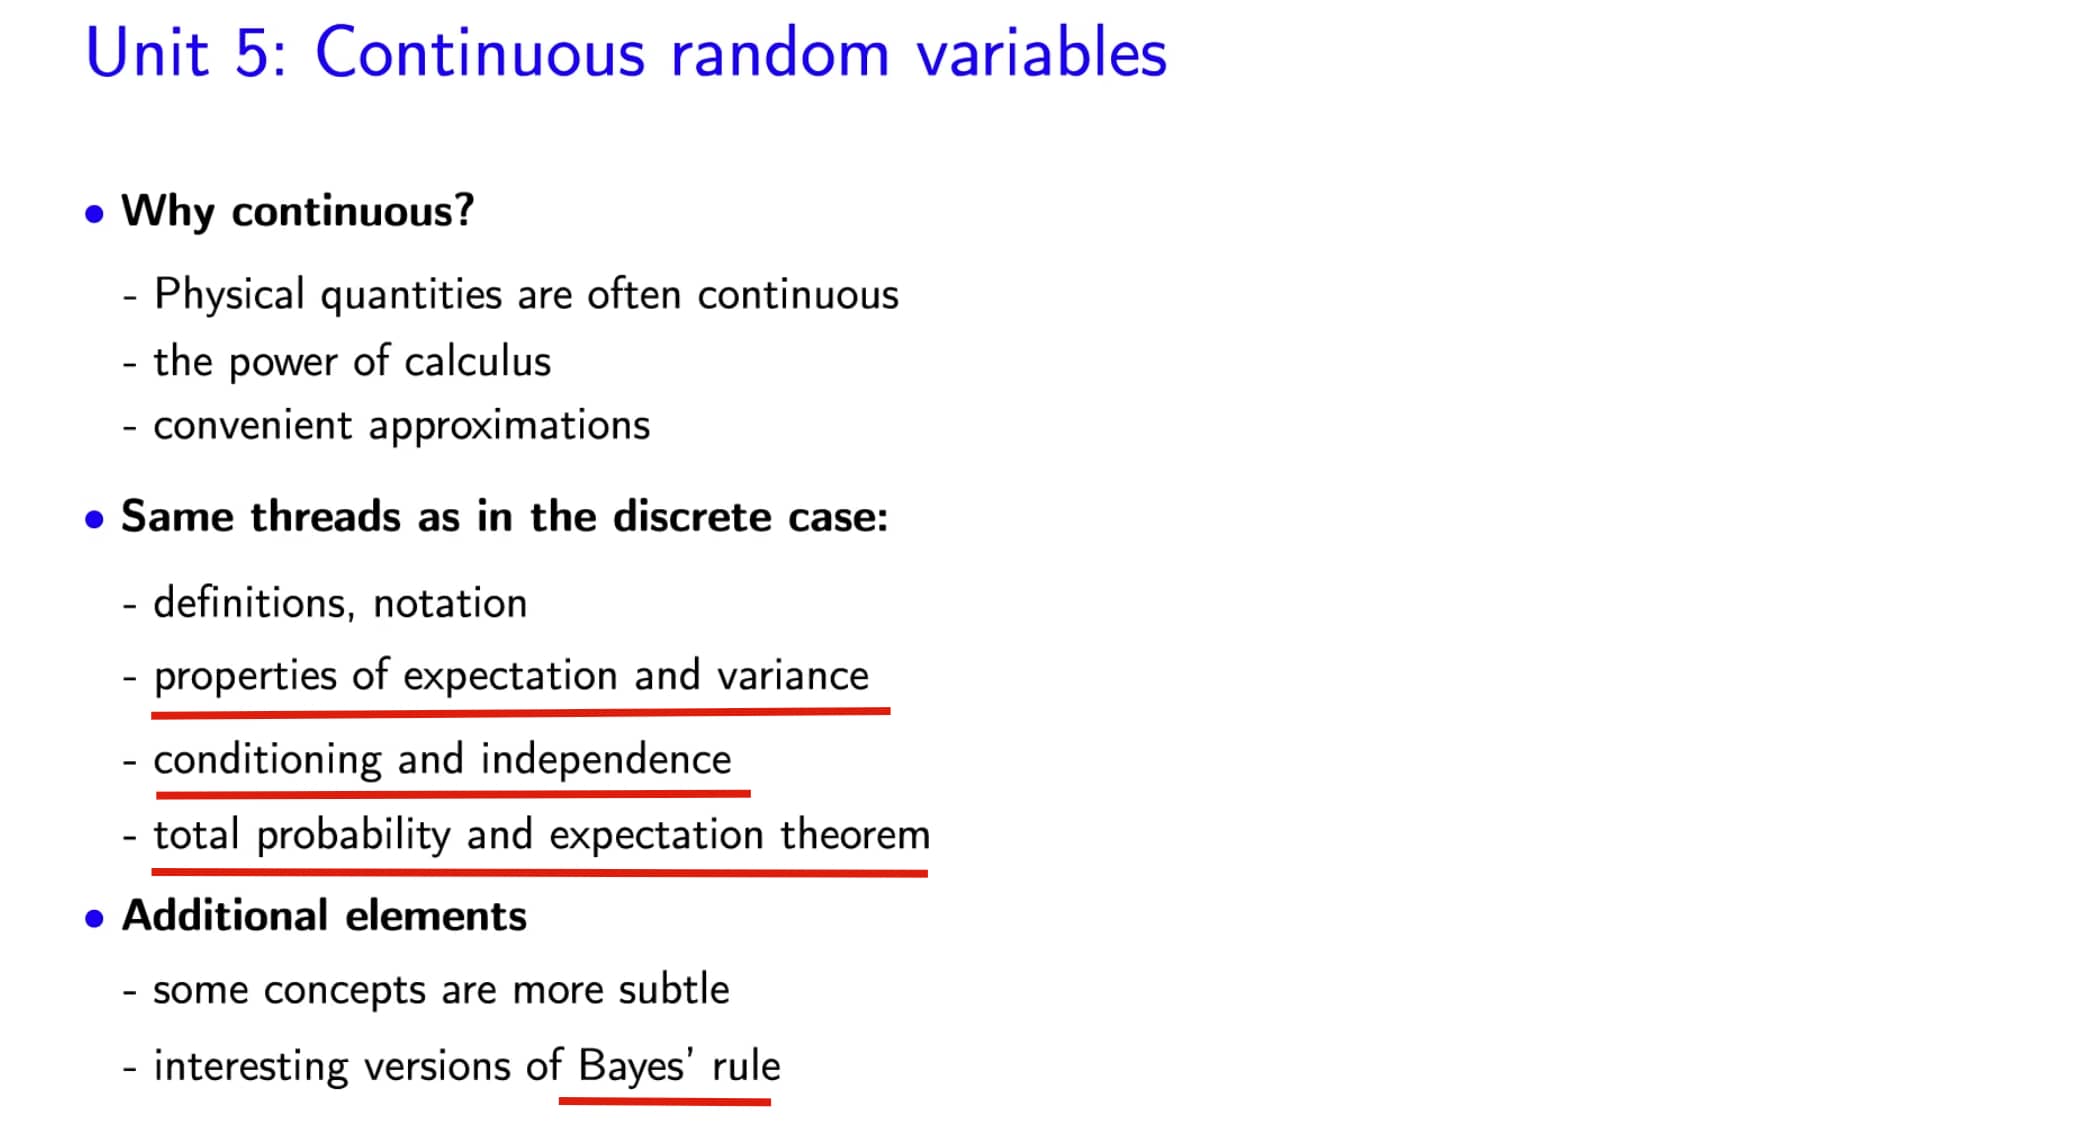 Unit 5: Continuous random variables
• Why continuous?
- Physical quantities are often continuous
- the power of calculus
- convenient approximations
• Same threads as in the discrete case:
- definitions, notation
- properties of expectation and variance
- conditioning and independence
- total probability and expectation theorem
• Additional elements
- some concepts are more subtle
- interesting versions of Bayes' rule